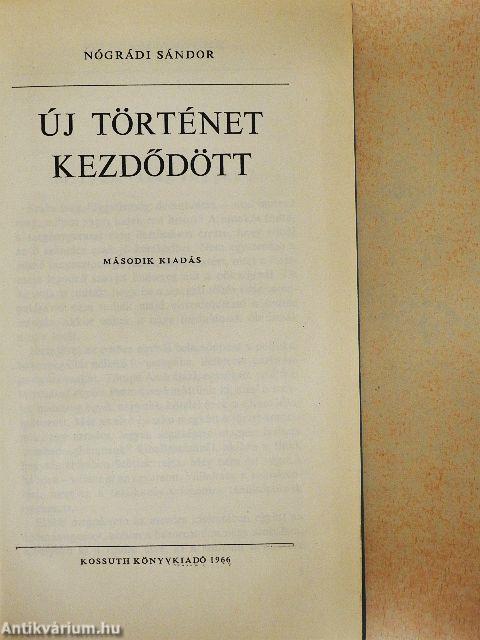 NÓGRÁDI SÁNDOR
ÚJ TÖRTÉNET
KEZDŐDÖTT
MÁSODIK KIADÁS
KOSSUTH KÖNYVKIADÓ 1966
Antikvárium.hu